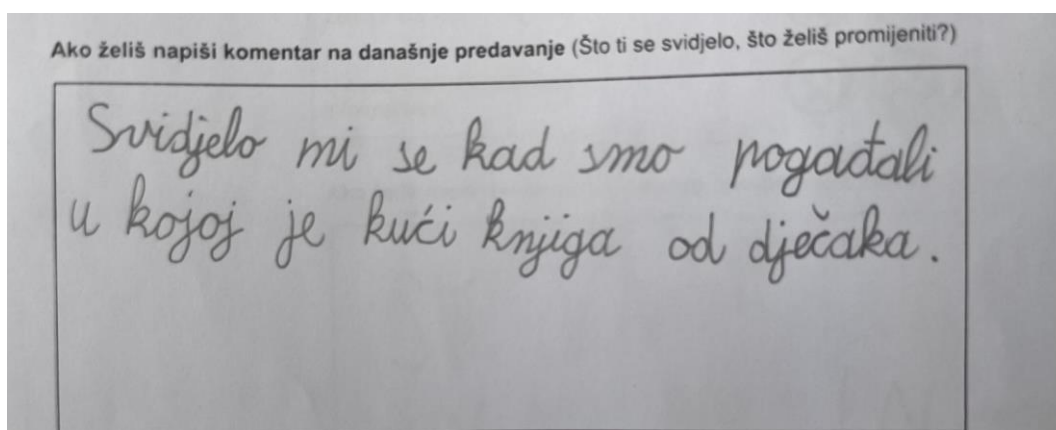 Ako želiš napiši komentar na današnje predavanje (Što ti se svidjelo, što želiš promijeniti?)
Svidjelo mi se kad smo pogađali
u kojoj je kući knjiga od dječaka.